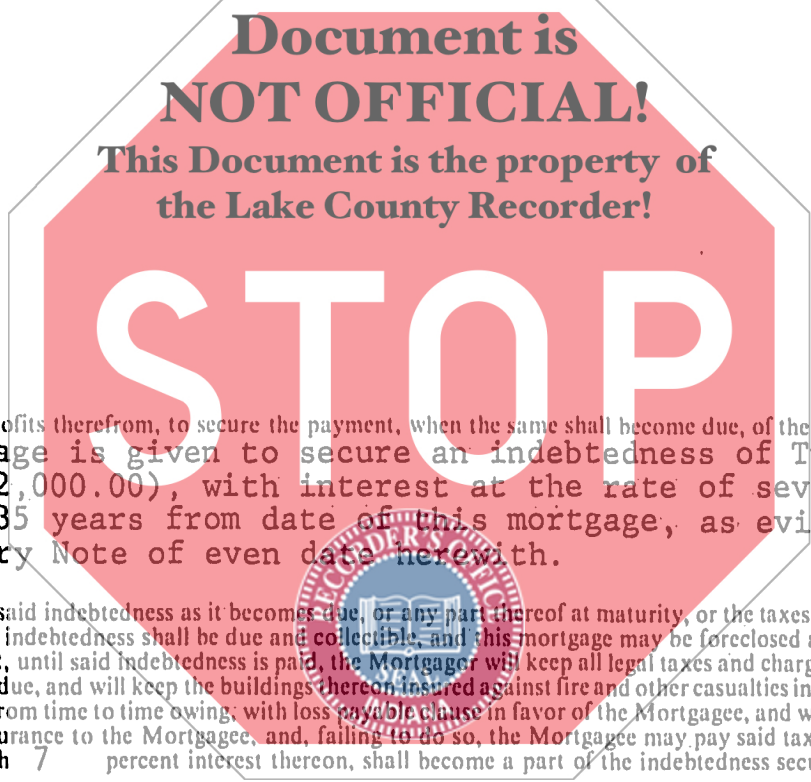 Document is
NOT OFFICIAL!
This Document is the property of
the Lake County Recorder!
STOP
ofits therefrom, to secure the payment, when the same shall become due, of the
age is given to secure an indebtedness of T
2,000.00), with interest at the rate of sev
35 years from date of this mortgage, as evi
ry Note of even date herewith.
RECORDER'S OFFICE
said indebtedness as it becomes due, or any part thereof at maturity, or the taxes
indebtedness shall be due and collectible, and this mortgage may be foreclosed a
, until said indebtedness is paid, the Mortgagor will keep all legal taxes and charg
SEAL
due, and will keep the buildings thereon insured against fire and other casualties in
INDIANA
rom time to time owing; with loss payable clause in favor of the Mortgagee, and w
urance to the Mortgagee, and, failing to do so, the Mortgagee may pay said tax
h 7 percent interest thereon, shall become a part of the indebtedness sec